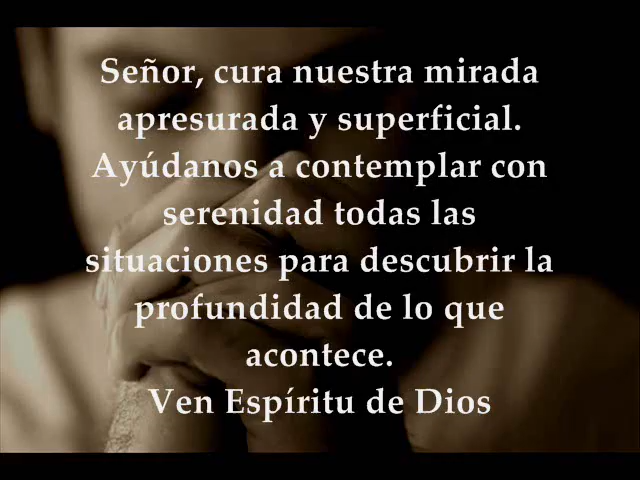 Señor, cura nuestra mirada
apresurada y superficial.
Ayúdanos a contemplar con
serenidad todas las
situaciones para descubrir la
profundidad de lo que
acontece.
Ven Espíritu de Dios